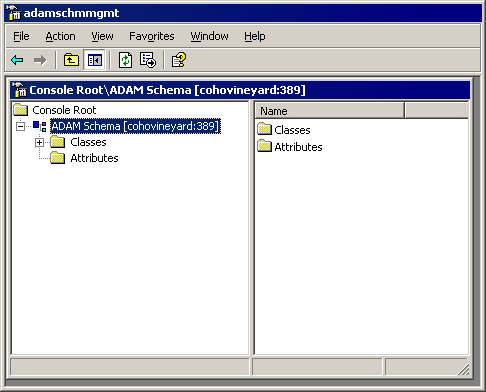 adamschmmgmt
File Action View Favorites Window Help
Console Root\ADAM Schema [cohovineyard:389]
Console Root
ADAM Schema [cohovineyard:389]
Classes
Attributes
Name
Classes
Attributes